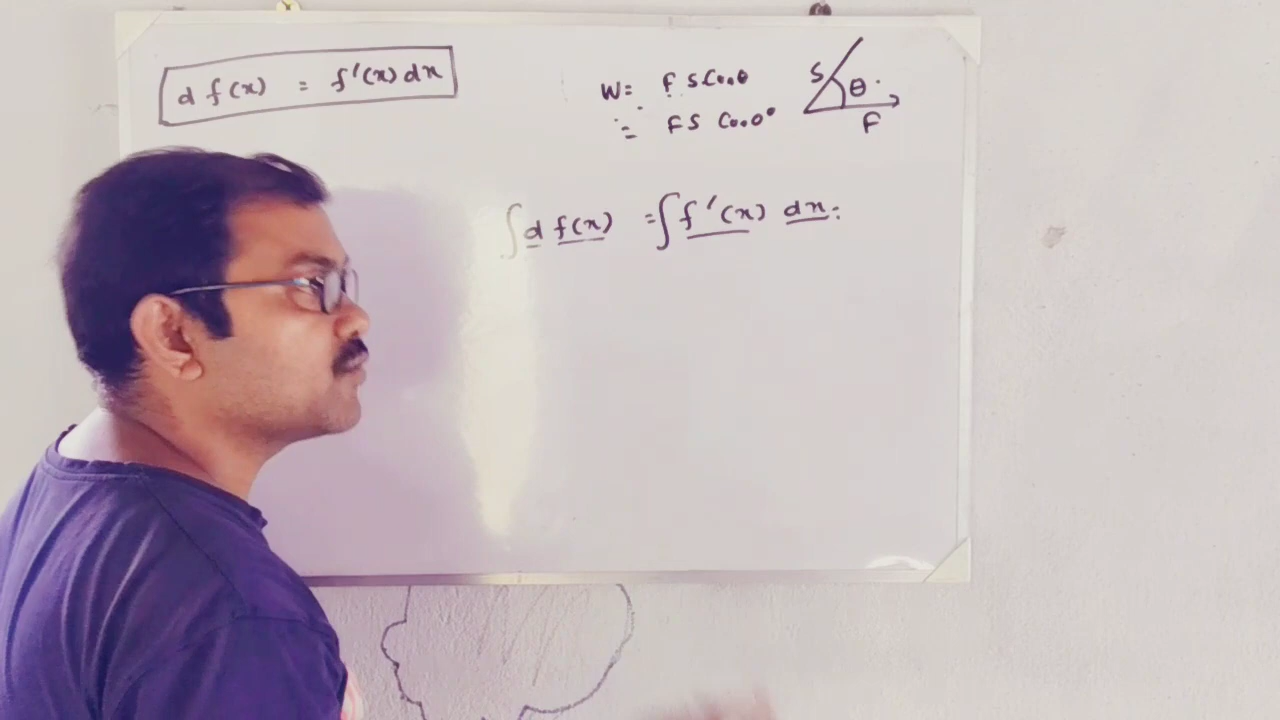 d f(x) = f'(x) dx
W = F S Cos θ
= F S Cos 0°
S θ
F
∫ d f(x) = ∫ f'(x) dx